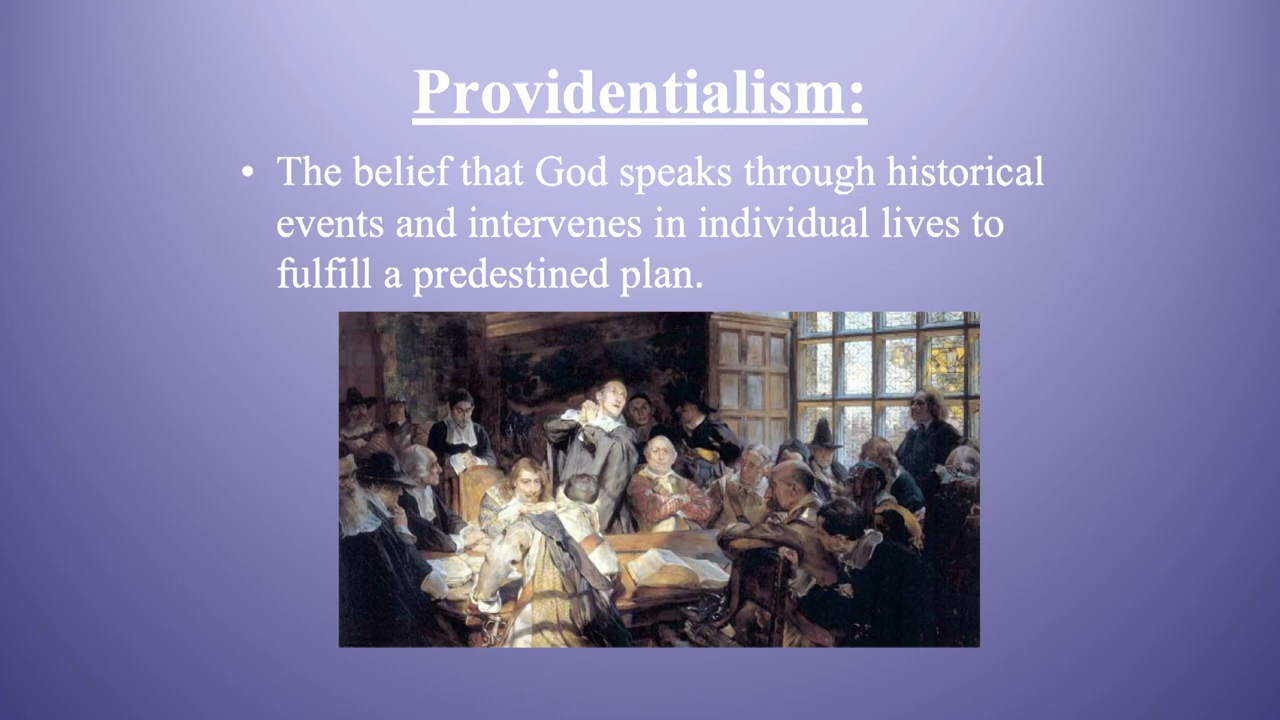 Providentialism:
• The belief that God speaks through historical
events and intervenes in individual lives to
fulfill a predestined plan.